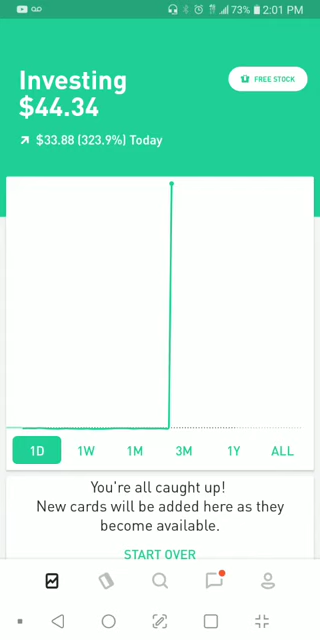 73% 2:01 PM
Investing
$44.34
FREE STOCK
$33.88 (323.9%) Today
1D 1W 1M 3M 1Y ALL
You're all caught up!
New cards will be added here as they
become available.
START OVER